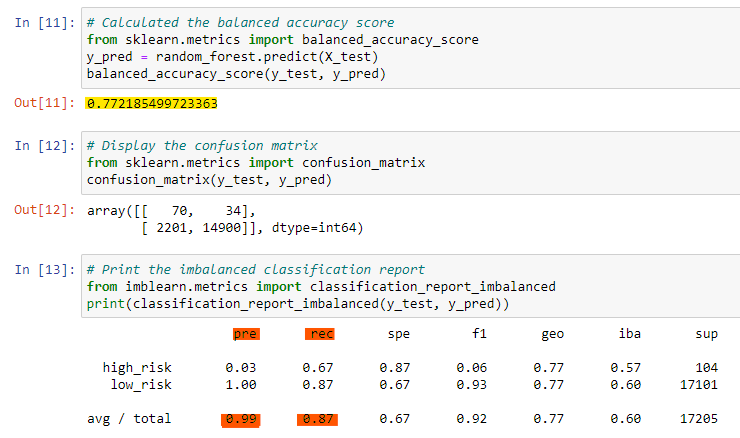 In [11]: # Calculated the balanced accuracy score
from sklearn.metrics import balanced_accuracy_score
y_pred = random_forest.predict(X_test)
balanced_accuracy_score(y_test, y_pred)
Out[11]: 0.772185499723363
In [12]: # Display the confusion matrix
from sklearn.metrics import confusion_matrix
confusion_matrix(y_test, y_pred)
Out[12]: array([[   70,    34],
       [ 2201, 14900]], dtype=int64)
In [13]: # Print the imbalanced classification report
from imblearn.metrics import classification_report_imbalanced
print(classification_report_imbalanced(y_test, y_pred))
pre rec spe f1 geo iba sup
high_risk 0.03 0.67 0.87 0.06 0.77 0.57 104
low_risk 1.00 0.87 0.67 0.93 0.77 0.60 17101
avg / total 0.99 0.87 0.67 0.92 0.77 0.60 17205